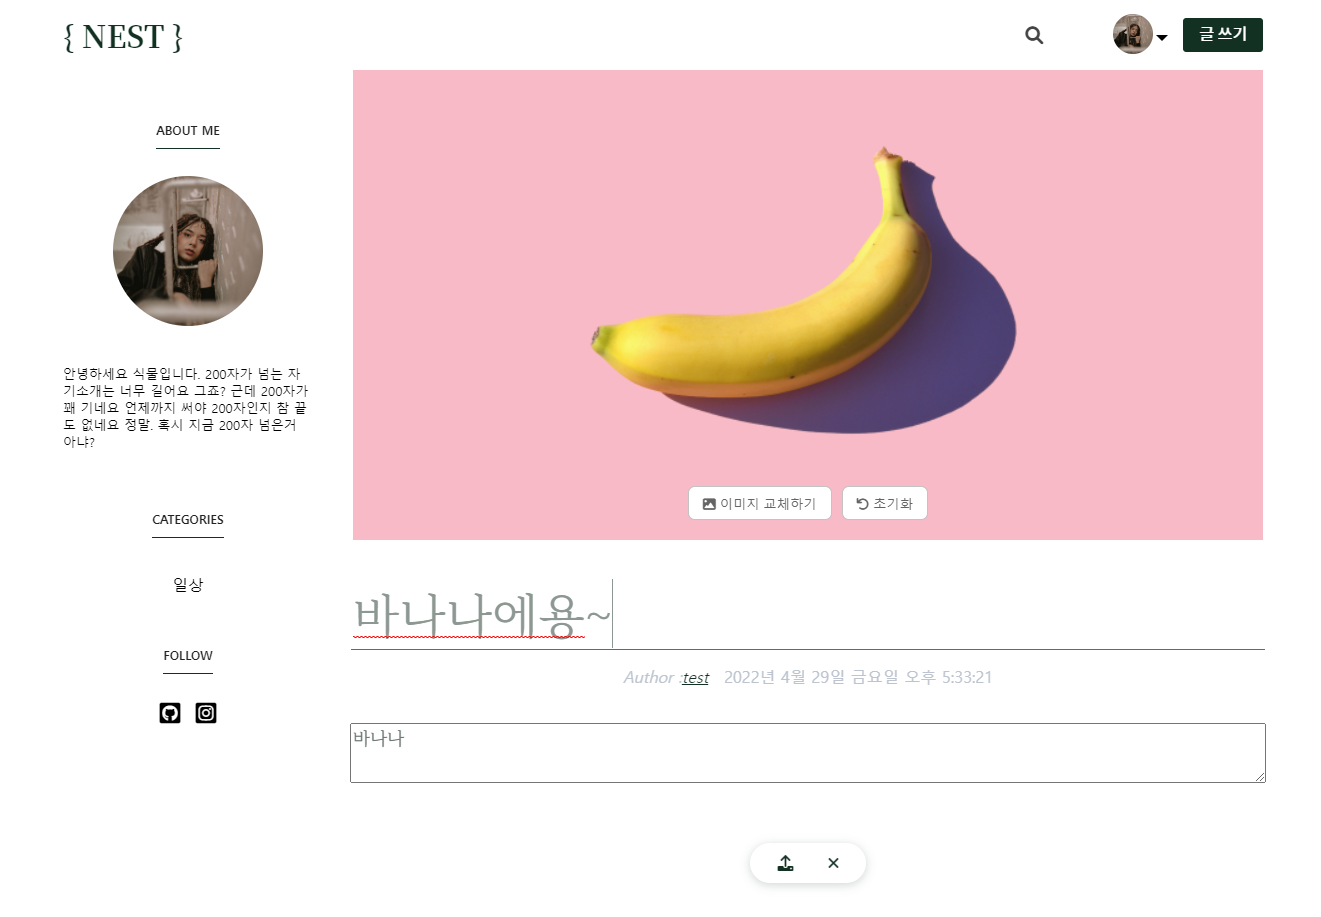 { NEST }
글 쓰기
ABOUT ME
안녕하세요 식물입니다. 200자가 넘는 자
기소개는 너무 길어요 그죠? 근데 200자가
꽤 기네요 언제까지 써야 200자인지 참 끝
도 없네요 정말. 혹시 지금 200자 넘은거
아냐?
CATEGORIES
일상
FOLLOW
이미지 교체하기
초기화
바나나에용~
Author :test 2022년 4월 29일 금요일 오후 5:33:21
바나나